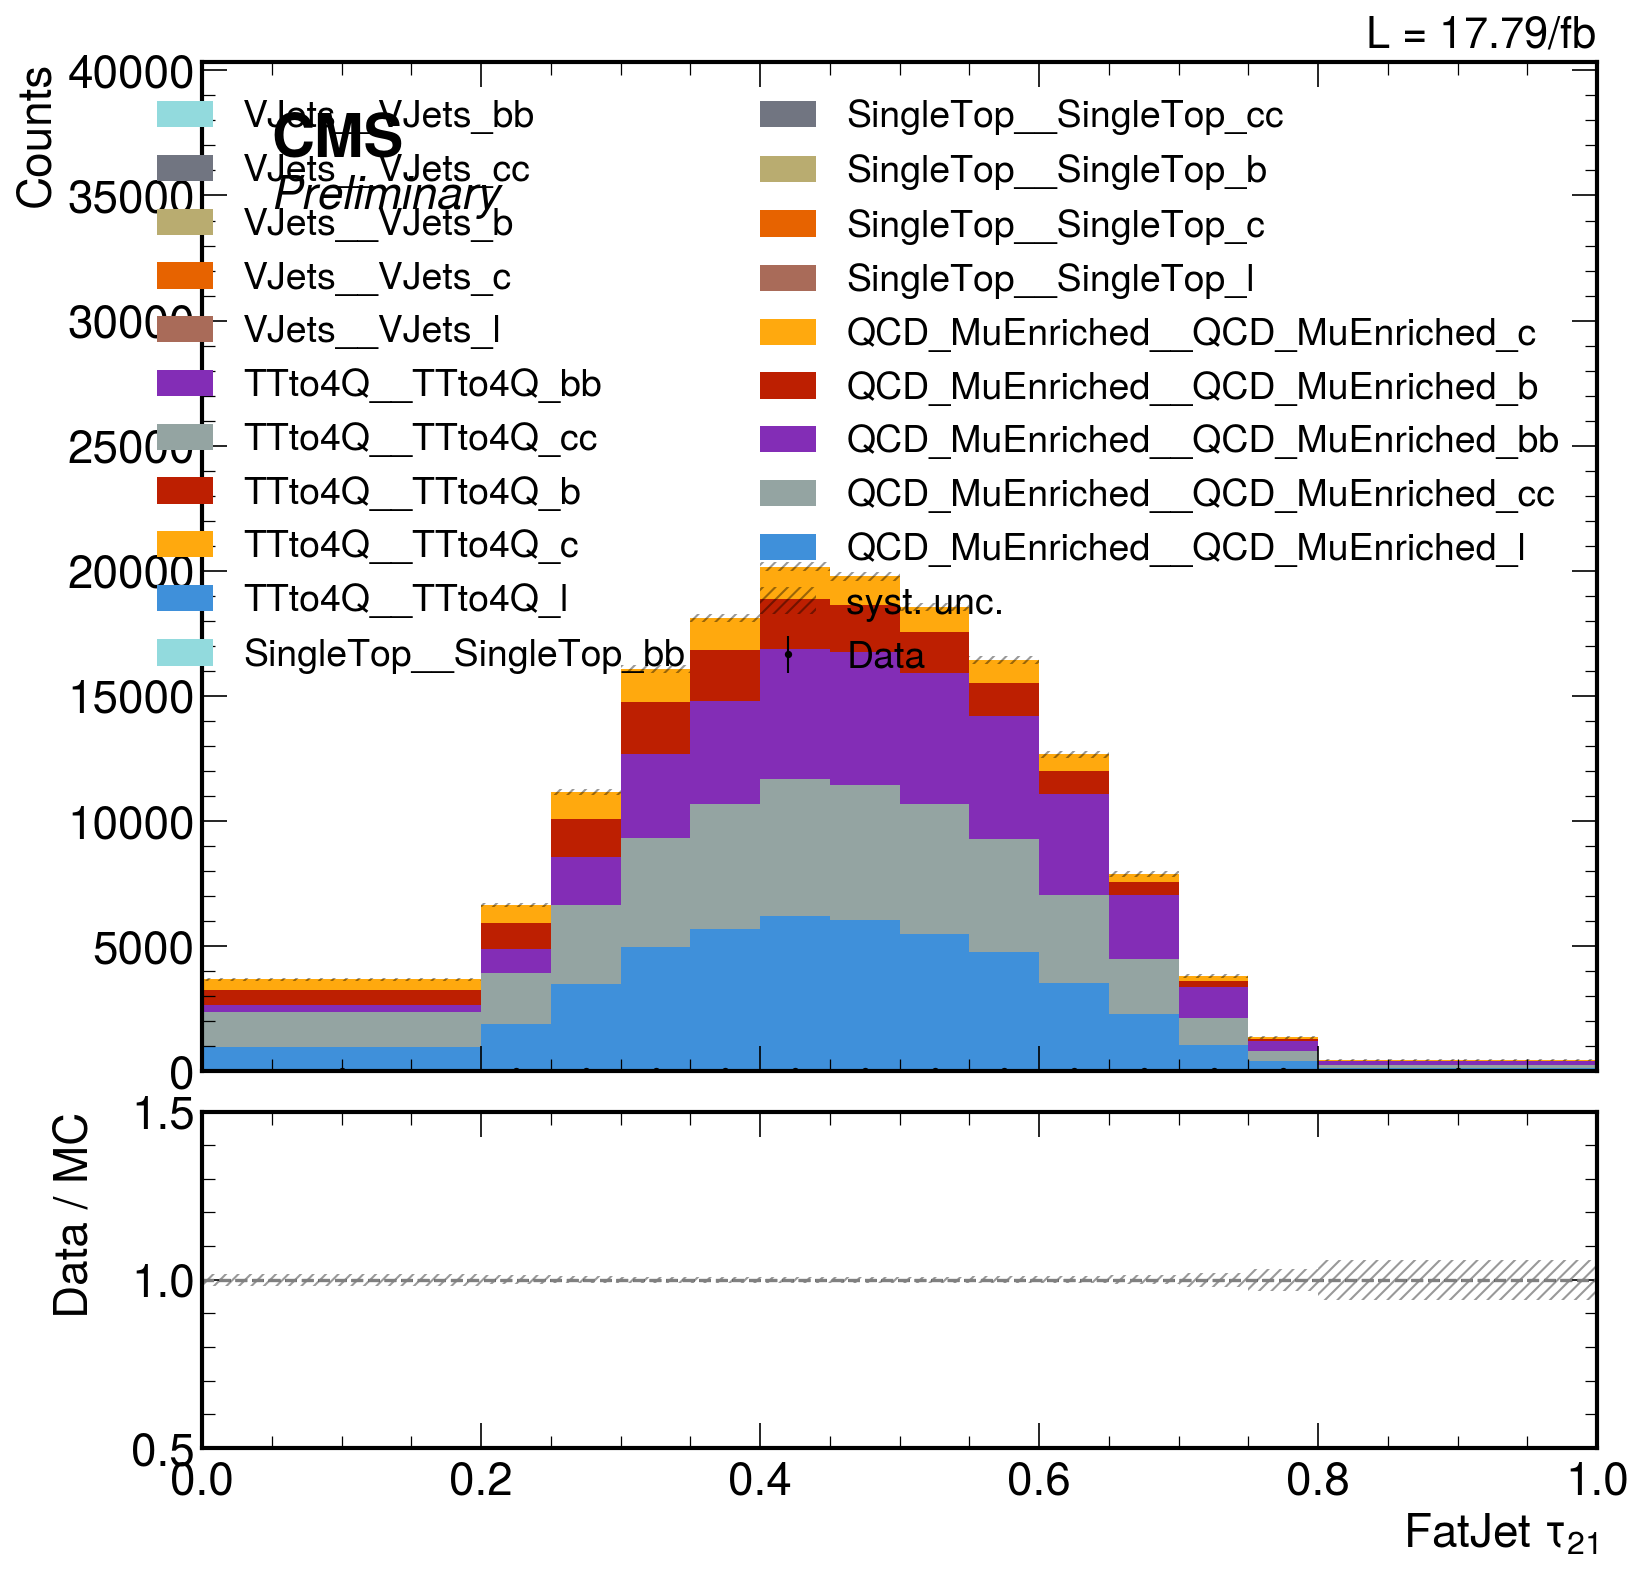 L = 17.79/fb
Counts
40000
35000
30000
25000
20000
15000
10000
5000
0
CMS
Preliminary
VJets__VJets_bb
VJets__VJets_cc
VJets__VJets_b
VJets__VJets_c
VJets__VJets_l
TTto4Q__TTto4Q_bb
TTto4Q__TTto4Q_cc
TTto4Q__TTto4Q_b
TTto4Q__TTto4Q_c
TTto4Q__TTto4Q_l
SingleTop__SingleTop_bb
SingleTop__SingleTop_cc
SingleTop__SingleTop_b
SingleTop__SingleTop_c
SingleTop__SingleTop_l
QCD_MuEnriched__QCD_MuEnriched_c
QCD_MuEnriched__QCD_MuEnriched_b
QCD_MuEnriched__QCD_MuEnriched_bb
QCD_MuEnriched__QCD_MuEnriched_cc
QCD_MuEnriched__QCD_MuEnriched_l
syst. unc.
Data
Data / MC
1.5
1.0
0.5
0.0 0.2 0.4 0.6 0.8 1.0
FatJet τ₂₁